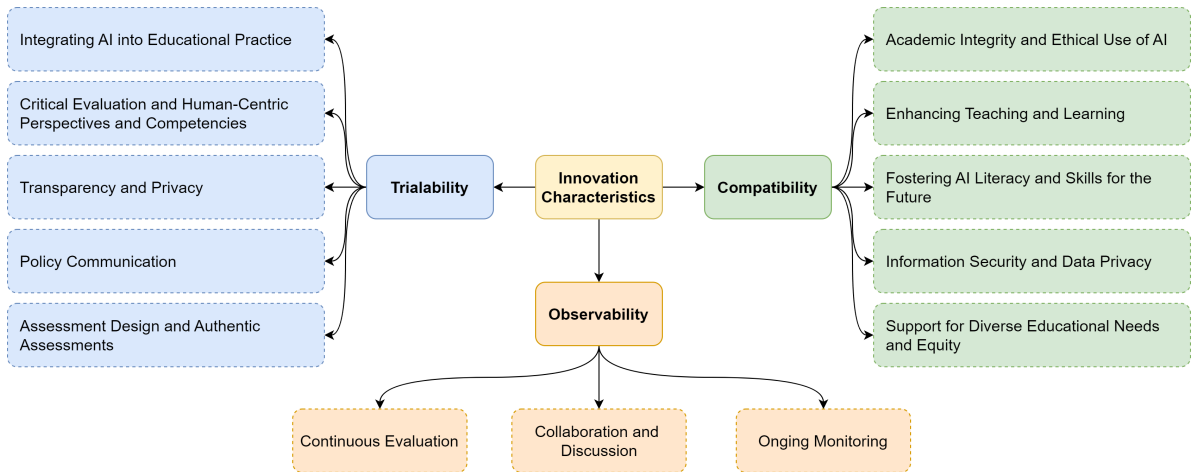 Integrating AI into Educational Practice
Critical Evaluation and Human-Centric
Perspectives and Competencies
Transparency and Privacy
Policy Communication
Assessment Design and Authentic
Assessments
Trialability
Innovation
Characteristics
Compatibility
Observability
Academic Integrity and Ethical Use of AI
Enhancing Teaching and Learning
Fostering AI Literacy and Skills for the
Future
Information Security and Data Privacy
Support for Diverse Educational Needs
and Equity
Continuous Evaluation
Collaboration and
Discussion
Onging Monitoring